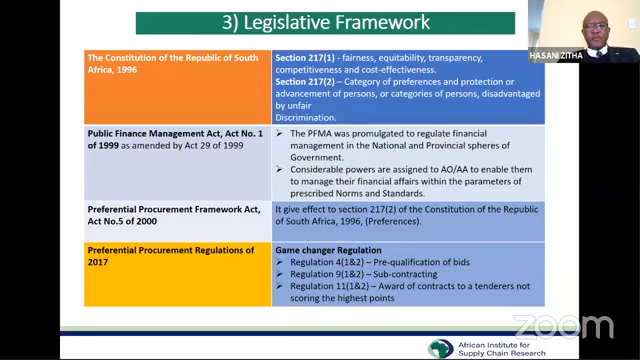 3) Legislative Framework
HASANI ZITHA
The Constitution of the Republic of South
Africa, 1996
Section 217(1) - fairness, equitability, transparency,
competitiveness and cost-effectiveness.
Section 217(2) – Category of preferences and protection or
advancement of persons, or categories of persons, disadvantaged
by unfair
Discrimination.
Public Finance Management Act, Act No. 1
of 1999 as amended by Act 29 of 1999
➢ The PFMA was promulgated to regulate financial
management in the National and Provincial spheres of
Government.
➢ Considerable powers are assigned to AO/AA to enable them
to manage their financial affairs within the parameters of
prescribed Norms and Standards.
Preferential Procurement Framework Act,
Act No.5 of 2000
It give effect to section 217(2) of the Constitution of the Republic
of South Africa, 1996, (Preferences).
Preferential Procurement Regulations of
2017
Game changer Regulation
➢ Regulation 4(1&2) – Pre-qualification of bids
➢ Regulation 9(1&2) – Sub-contracting
➢ Regulation 11(1&2) – Award of contracts to a tenderers not
scoring the highest points
zoom
African Institute for
Supply Chain Research